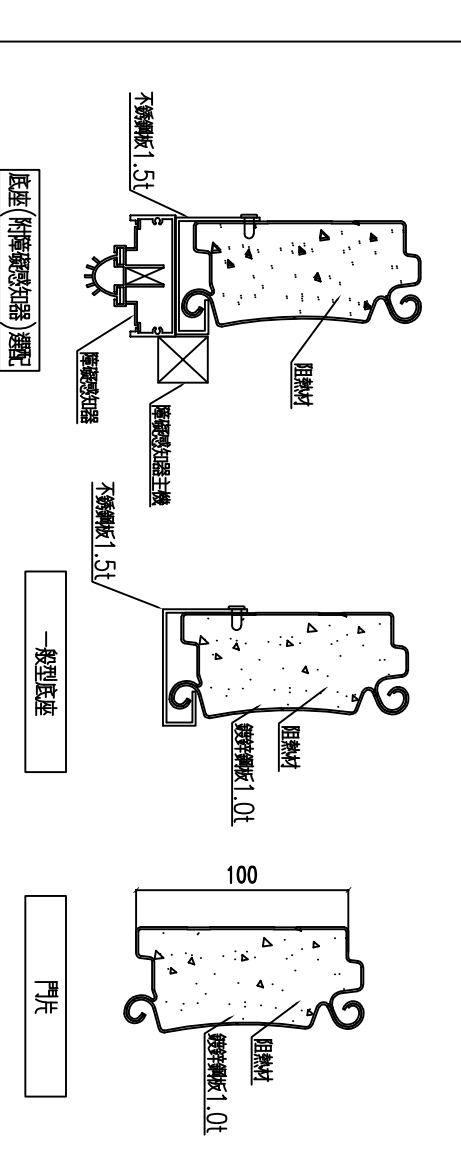 不銹鋼板1.5t
阻熱材
障礙感知器
障礙感知器主機
底座(附障礙感知器)選配
不銹鋼板1.5t
阻熱材
鍍鋅鋼板1.0t
一般型底座
100
阻熱材
鍍鋅鋼板1.0t
門片